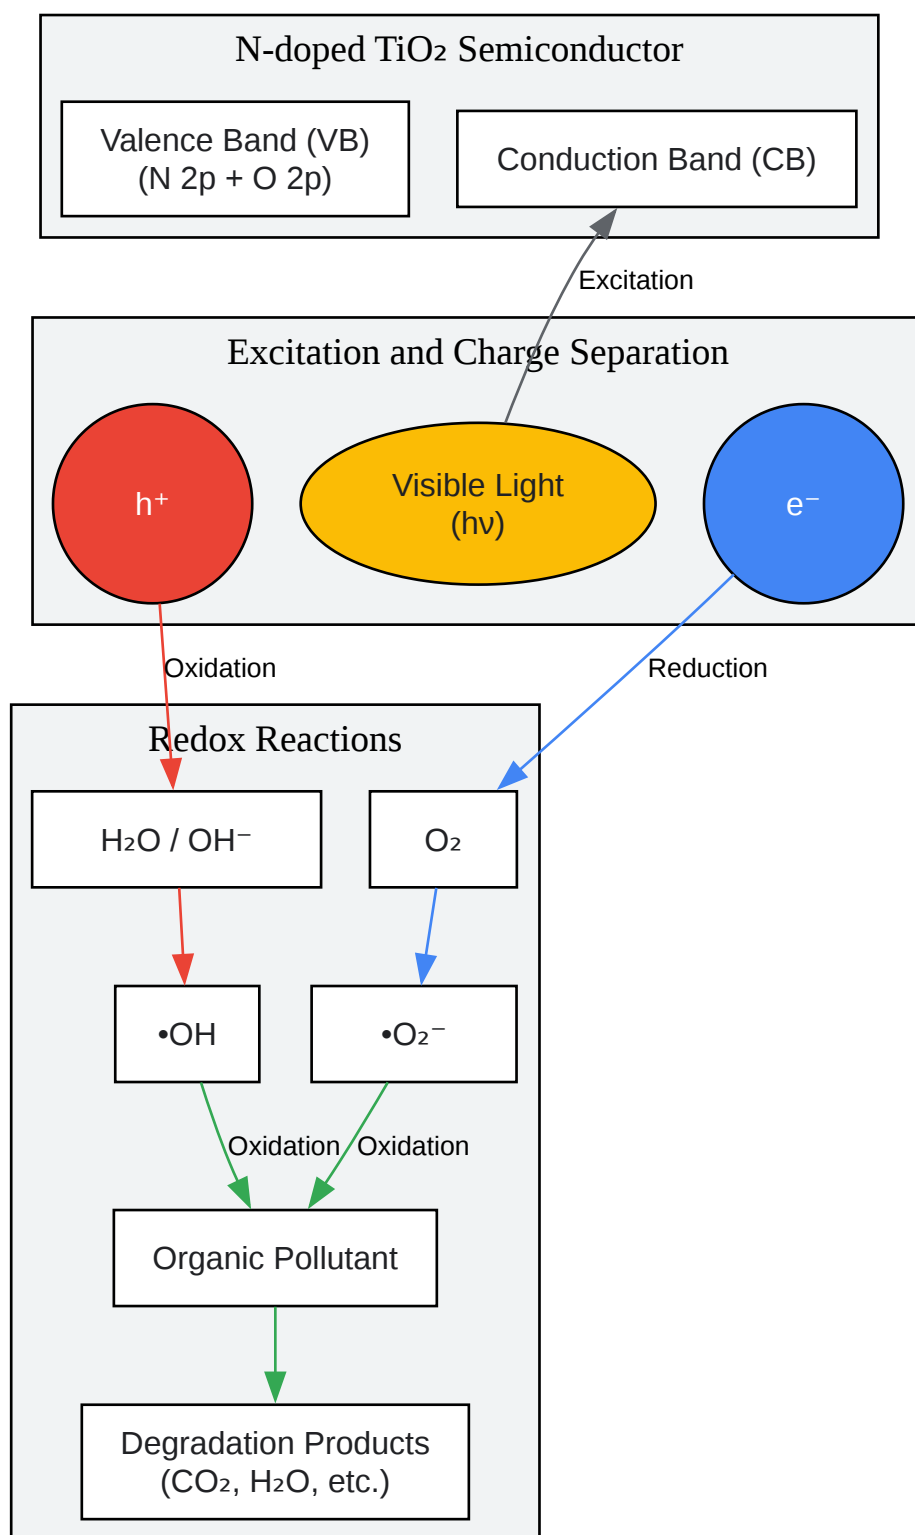 N-doped TiO₂ Semiconductor
Valence Band (VB)
(N 2p + O 2p)
Conduction Band (CB)
Excitation
Excitation and Charge Separation
h⁺
Visible Light
(hν)
e⁻
Oxidation
Reduction
Redox Reactions
H₂O / OH⁻
O₂
•OH
•O₂⁻
Oxidation
Oxidation
Organic Pollutant
Degradation Products
(CO₂, H₂O, etc.)